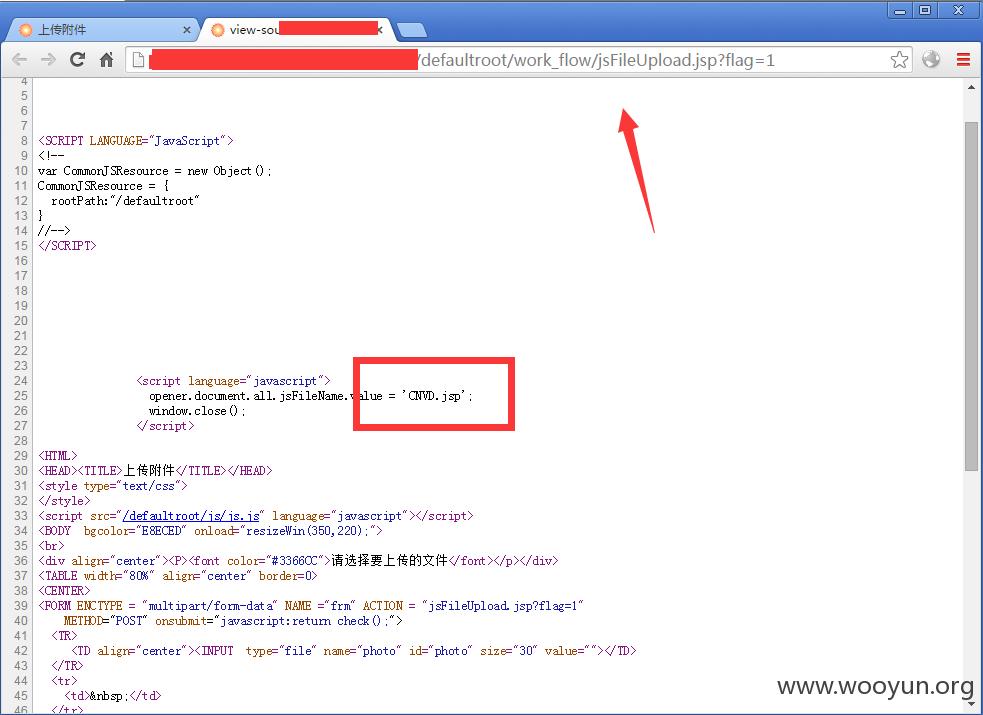 上传附件
view-sou
/defaultroot/work_flow/jsFileUpload.jsp?flag=1
4
5
6
7
8 <SCRIPT LANGUAGE="JavaScript">
9 <!--
10 var CommonJSResource = new Object();
11 CommonJSResource = {
12 rootPath:"/defaultroot"
13 }
14 //-->
15 </SCRIPT>
16
17
18
19
20
21
22
23
24 <script language="javascript">
25 opener.document.all.jsFileName.value = 'CNVD.jsp';
26 window.close();
27 </script>
28
29 <HTML>
30 <HEAD><TITLE>上传附件</TITLE></HEAD>
31 <style type="text/css">
32 </style>
33 <script src="/defaultroot/js/js.js" language="javascript"></script>
34 <BODY bgcolor="E8ECED" onload="resizeWin(350,220);">
35 <br>
36 <div align="center"><P><font color="#3366CC">请选择要上传的文件</font></p></div>
37 <TABLE width="80%" align="center" border=0>
38 <CENTER>
39 <FORM ENCTYPE = "multipart/form-data" NAME ="frm" ACTION = "jsFileUpload.jsp?flag=1"
40 METHOD="POST" onsubmit="javascript:return check();">
41 <TR>
42 <TD align="center"><INPUT type="file" name="photo" id="photo" size="30" value=""></TD>
43 </TR>
44 <tr>
45 <td>&nbsp;</td>
46 </tr>
www.wooyun.org